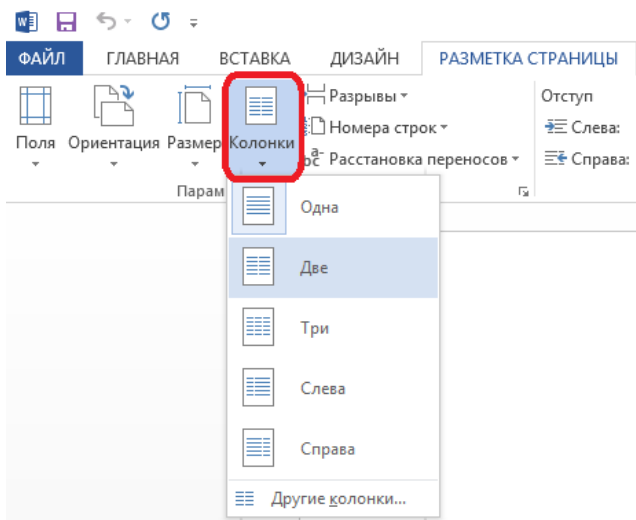 ФАЙЛ ГЛАВНАЯ ВСТАВКА ДИЗАЙН РАЗМЕТКА СТРАНИЦЫ
Разрывы Отступ
Номера строк Слева:
Поля Ориентация Размер Колонки Расстановка переносов Справа:
Парам
Одна
Две
Три
Слева
Справа
Другие колонки...